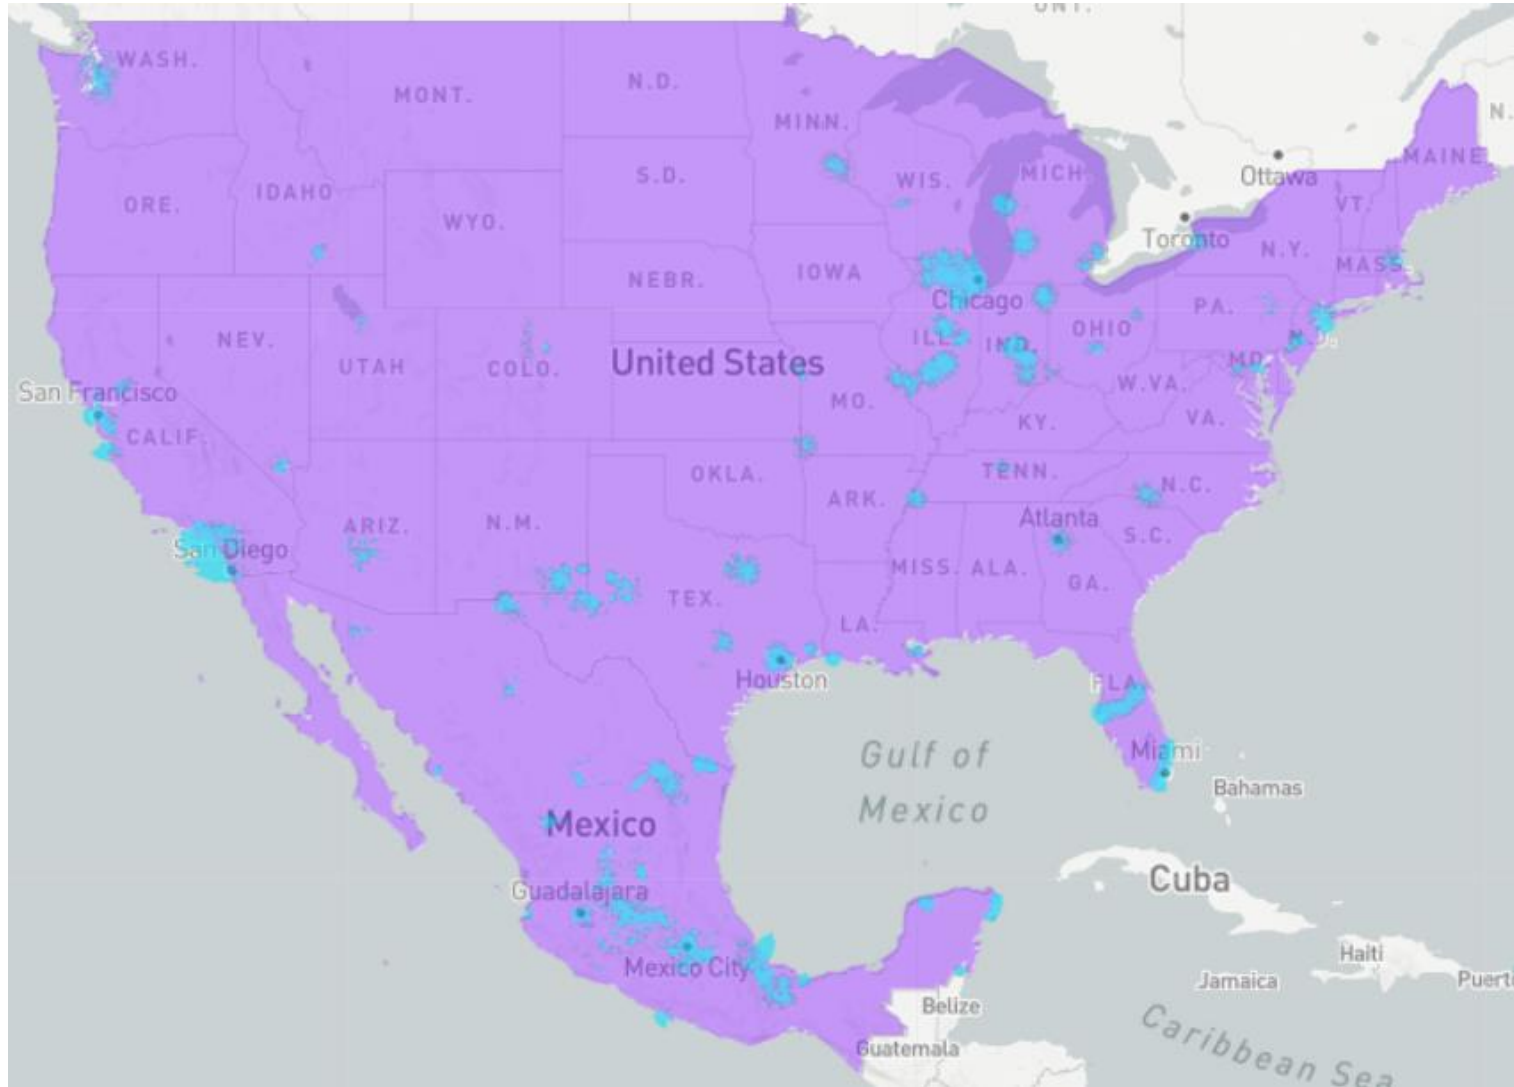 ONT.
WASH.
MONT.
N.D.
MINN.
N.
Ottawa
MAINE
ORE.
IDAHO
WYO.
S.D.
WIS.
MICH
Toronto
VT.
N.Y.
MASS.
NEBR.
IOWA
Chicago
PA.
NEV.
UTAH
COLO.
United States
ILL.
IND.
OHIO
N.J.
MD.
San Francisco
CALIF.
MO.
KY.
W.VA.
VA.
OKLA.
ARK.
TENN.
N.C.
San Diego
ARIZ.
N.M.
Atlanta
S.C.
TEX.
MISS.
ALA.
GA.
LA.
Houston
FLA.
Gulf of
Mexico
Miami
Bahamas
Mexico
Cuba
Guadalajara
Mexico City
Haiti
Jamaica
Puert
Belize
Guatemala
Caribbean Sea